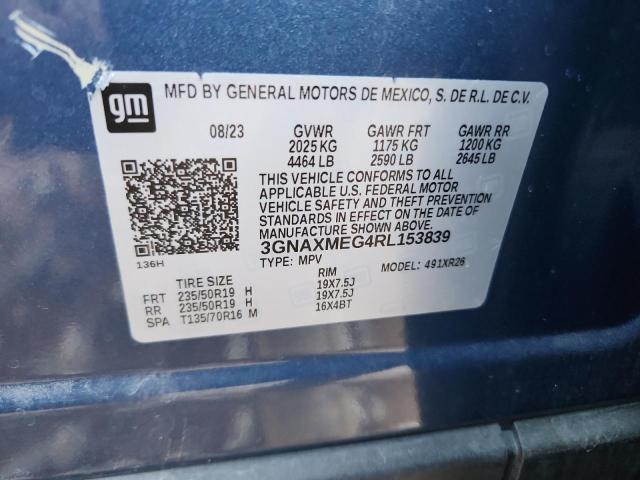 gm MFD BY GENERAL MOTORS DE MEXICO, S. DE R.L. DE C.V.
08/23 GVWR GAWR FRT GAWR RR
2025 KG 1175 KG 1200 KG
4464 LB 2590 LB 2645 LB
THIS VEHICLE CONFORMS TO ALL
APPLICABLE U.S. FEDERAL MOTOR
VEHICLE SAFETY AND THEFT PREVENTION
STANDARDS IN EFFECT ON THE DATE OF
MANUFACTURE SHOWN ABOVE.
3GNAXMEG4RL153839
136H TYPE: MPV MODEL: 491XR26
TIRE SIZE RIM
FRT 235/50R19 H 19X7.5J
RR 235/50R19 H 19X7.5J
SPA T135/70R16 M 16X4BT